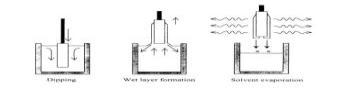 Dipping
Wet layer formation
Solvent evaporation